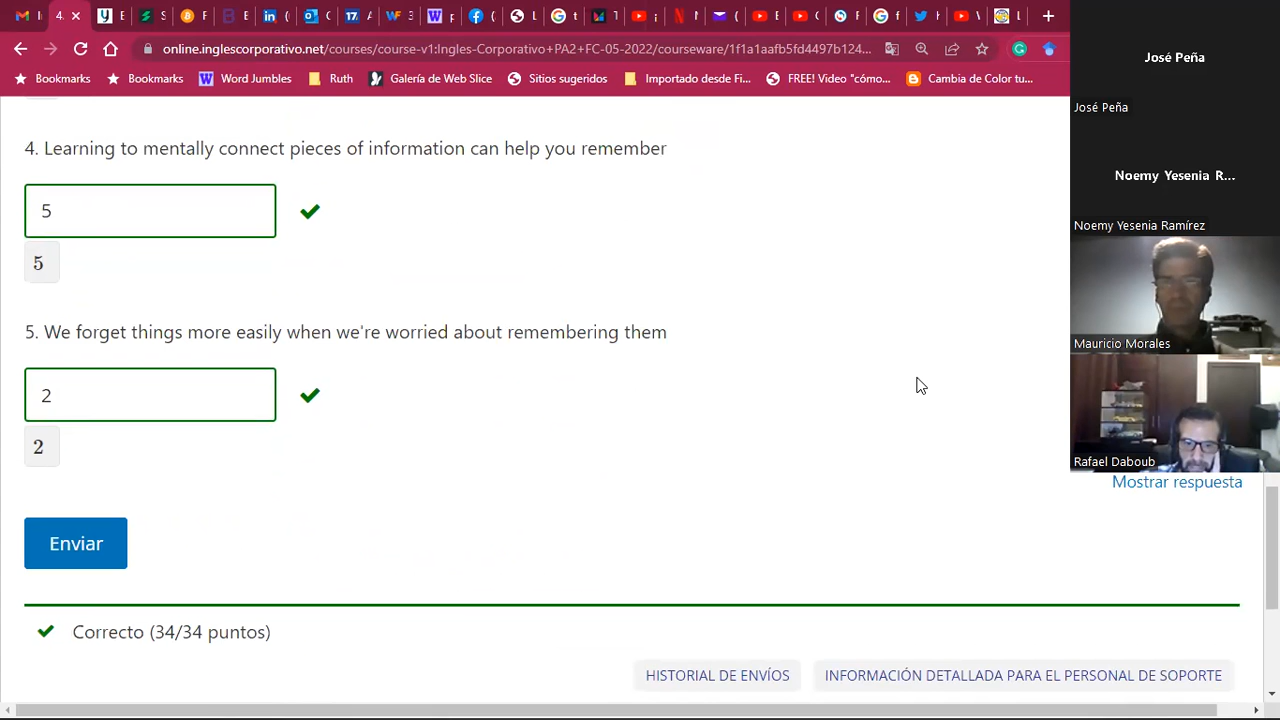 4.
S
F
E
(
C
17. A
WF 3
p
(
L
t
T
¡
N
(
V
C
F
f
H
V
L
online.inglescorporativo.net/courses/course-v1:Ingles-Corporativo+PA2+FC-05-2022/courseware/1f1a1aafb5fd4497b124...
Bookmarks
Bookmarks
Word Jumbles
Ruth
Galería de Web Slice
Sitios sugeridos
Importado desde Fi...
FREE! Video "cómo...
Cambia de Color tu...
José Peña
José Peña
Noemy Yesenia R...
Noemy Yesenia Ramírez
Mauricio Morales
Rafael Daboub
4. Learning to mentally connect pieces of information can help you remember
5
5
5. We forget things more easily when we're worried about remembering them
2
2
Mostrar respuesta
Enviar
Correcto (34/34 puntos)
HISTORIAL DE ENVÍOS
INFORMACIÓN DETALLADA PARA EL PERSONAL DE SOPORTE